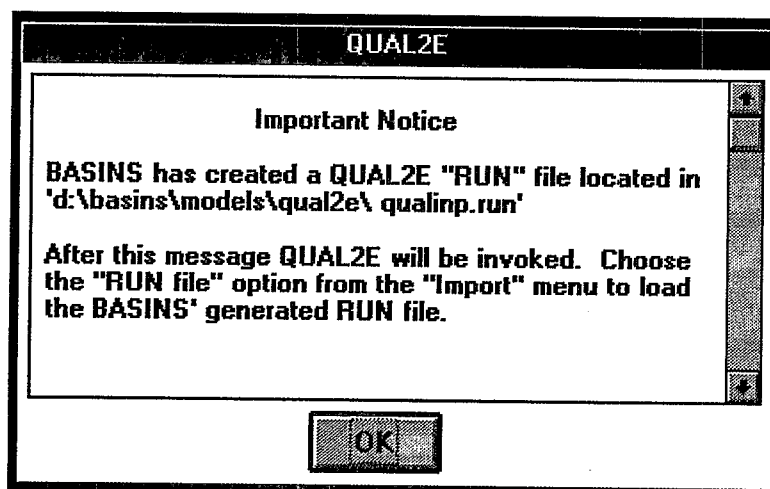 QUAL2E
Important Notice
BASINS has created a QUAL2E "RUN" file located in
'd:\basins\models\qual2e\ qualinp.run'
After this message QUAL2E will be invoked. Choose
the "RUN file" option from the "Import" menu to load
the BASINS' generated RUN file.
OK